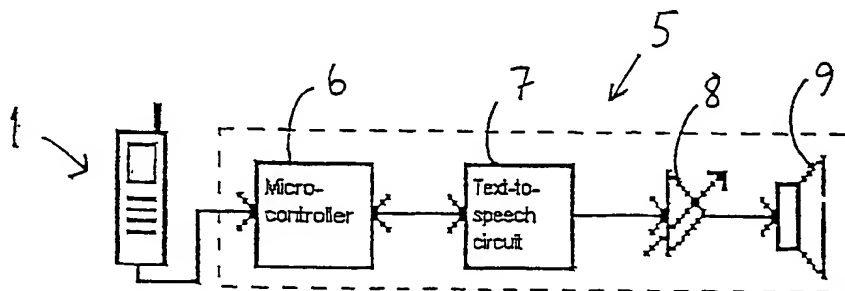 5
6
7
8
9
1
Micro-
controller
Text-to-
speech
circuit